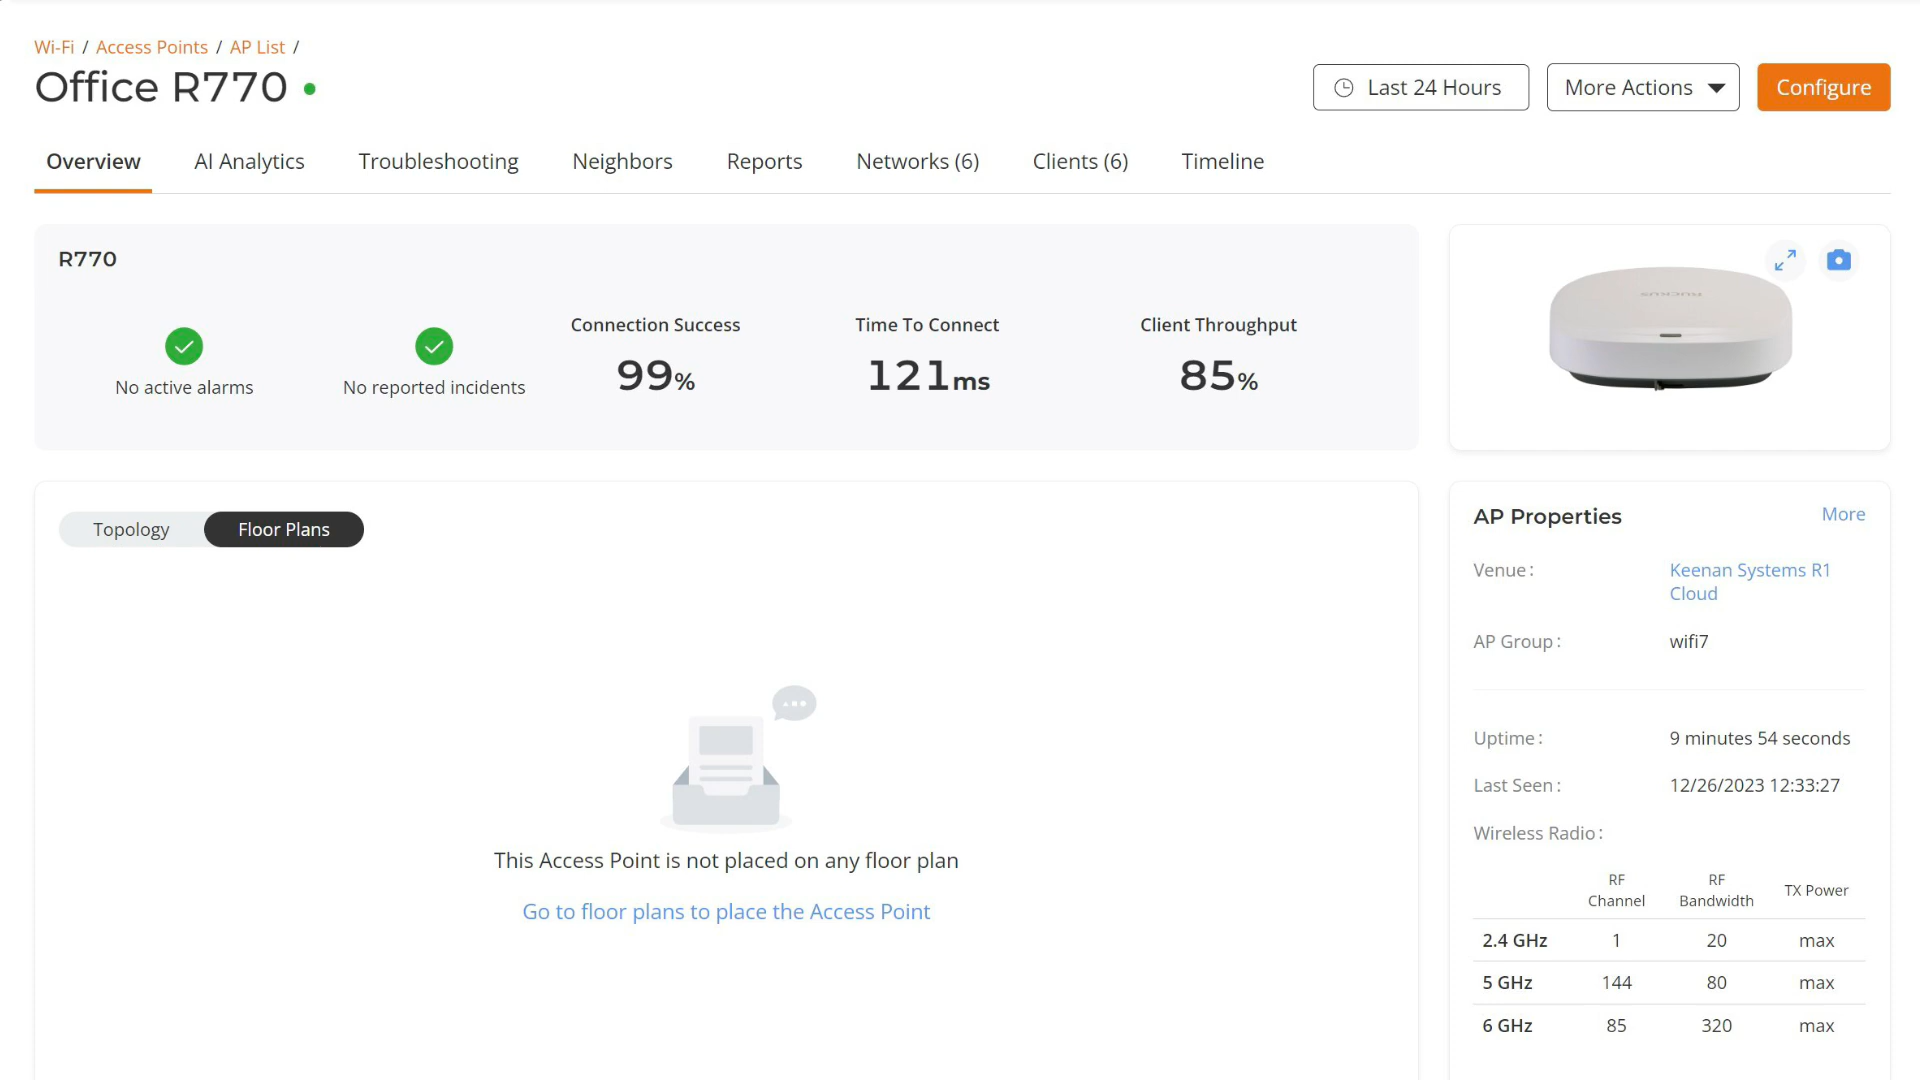 Wi-Fi / Access Points / AP List /
Office R770
Last 24 Hours
More Actions
Configure
Overview
AI Analytics
Troubleshooting
Neighbors
Reports
Networks (6)
Clients (6)
Timeline
R770
No active alarms
No reported incidents
Connection Success
99%
Time To Connect
121ms
Client Throughput
85%
RUCKUS
Topology
Floor Plans
This Access Point is not placed on any floor plan
Go to floor plans to place the Access Point
AP Properties
More
Venue: Keenan Systems R1
Cloud
AP Group: wifi7
Uptime: 9 minutes 54 seconds
Last Seen: 12/26/2023 12:33:27
Wireless Radio:
RF Channel RF Bandwidth TX Power
2.4 GHz 1 20 max
5 GHz 144 80 max
6 GHz 85 320 max